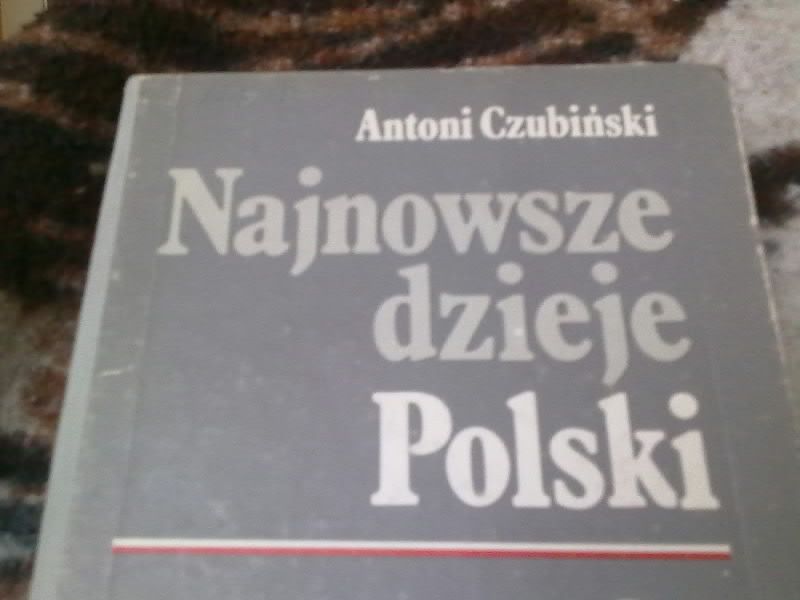 Antoni Czubiński
Najnowsze
dzieje
Polski